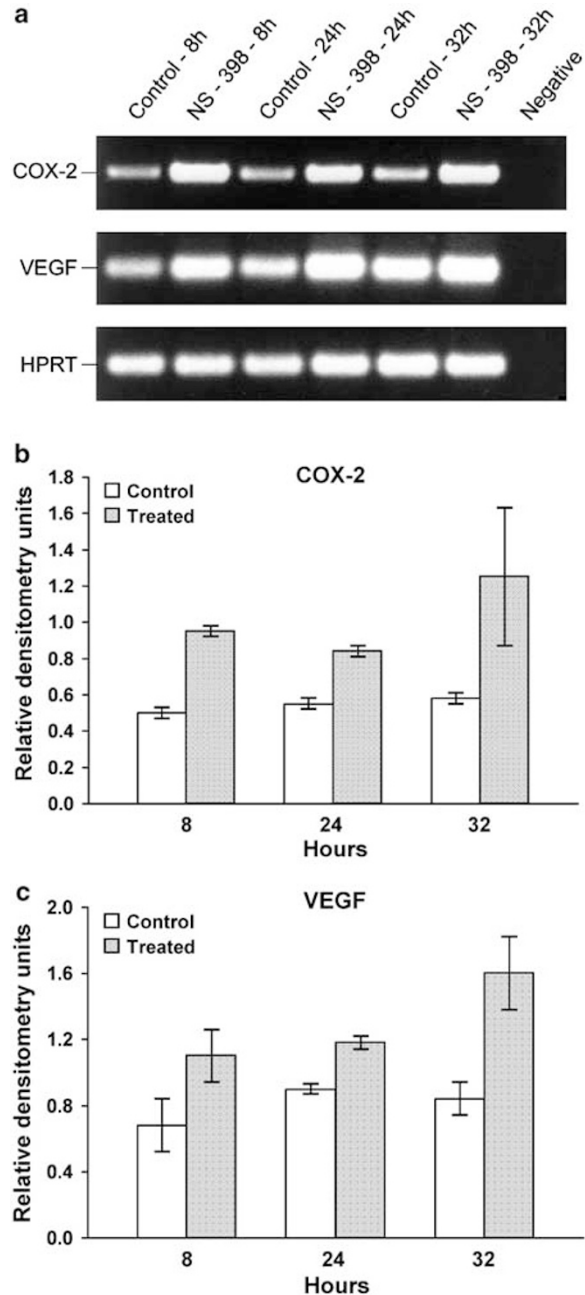 a
Control - 8h
NS - 398 - 8h
Control - 24h
NS - 398 - 24h
Control - 32h
NS - 398 - 32h
Negative
COX-2
VEGF
HPRT
b
COX-2
Control
Treated
Relative densitometry units
1.8
1.6
1.4
1.2
1.0
0.8
0.6
0.4
0.2
0.0
8 24 32
Hours
c
VEGF
Control
Treated
Relative densitometry units
2.0
1.6
1.2
0.8
0.4
0.0
8 24 32
Hours